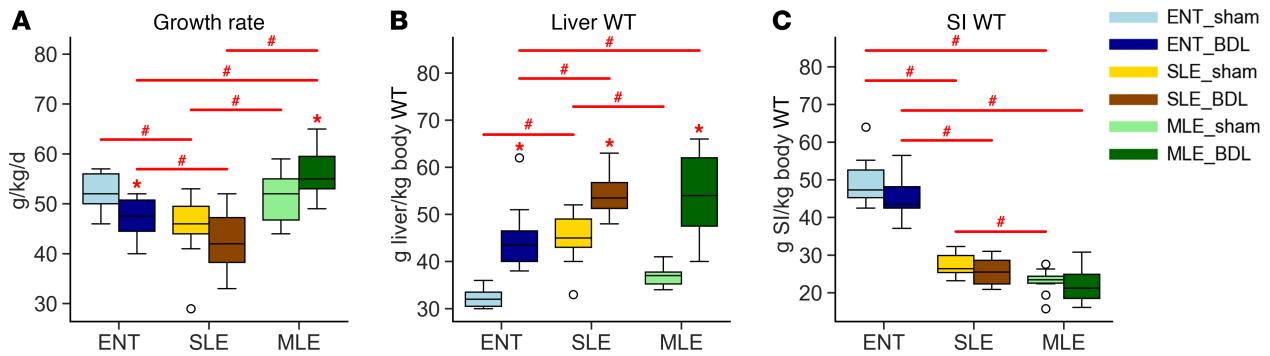 A Growth rate
g/kg/d
80
70
60
50
40
30
# # # # # #
* *
ENT SLE MLE
B Liver WT
g liver/kg body WT
80
70
60
50
40
30
# # # #
* * *
ENT SLE MLE
C SI WT
g SI/kg body WT
80
70
60
50
40
30
20
# # # # #
ENT SLE MLE
ENT_sham
ENT_BDL
SLE_sham
SLE_BDL
MLE_sham
MLE_BDL